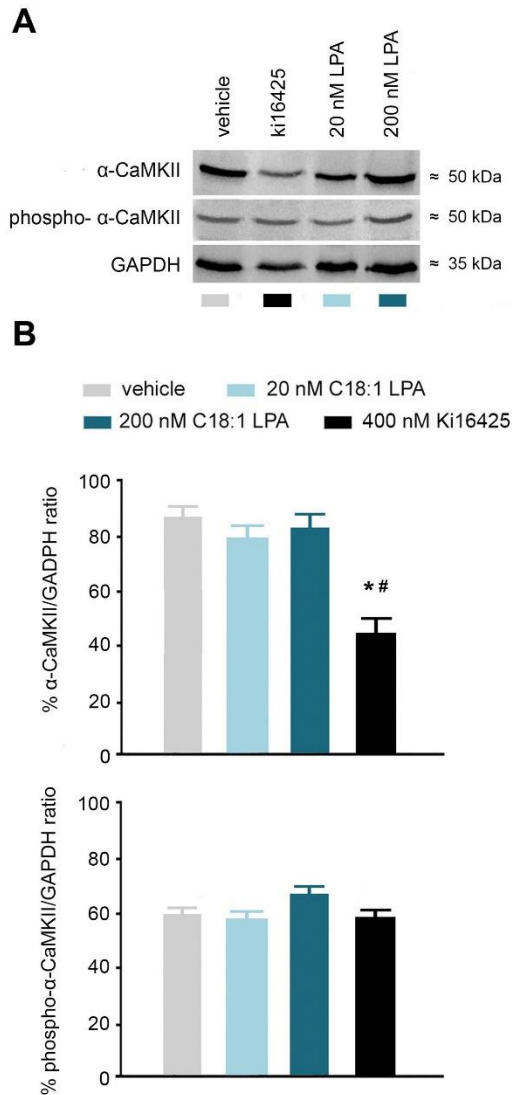 A
vehicle
ki16425
20 nM LPA
200 nM LPA
α-CaMKII
≈ 50 kDa
phospho- α-CaMKII
≈ 50 kDa
GAPDH
≈ 35 kDa
B
vehicle
20 nM C18:1 LPA
200 nM C18:1 LPA
400 nM Ki16425
% α-CaMKII/GADPH ratio
100
80
60
40
20
0
*#
% phospho-α-CaMKII/GAPDH ratio
100
80
60
40
20
0